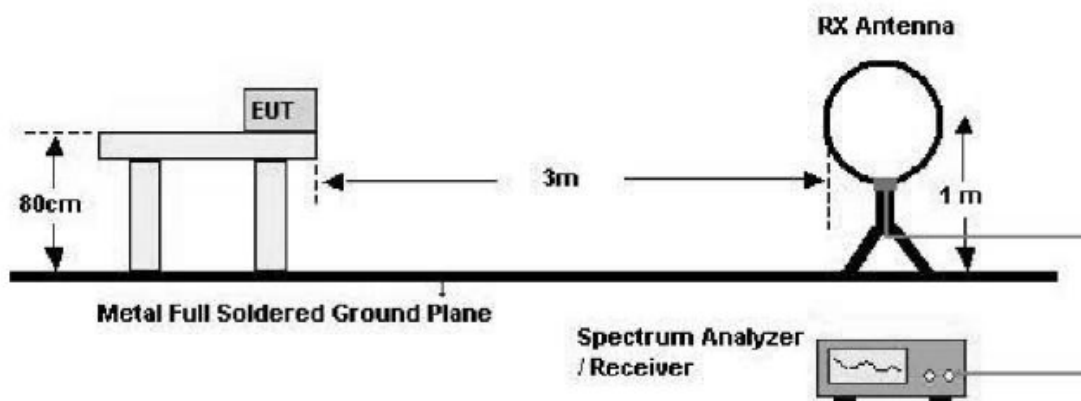 RX Antenna
EUT
3m
80cm
1 m
Metal Full Soldered Ground Plane
Spectrum Analyzer
/ Receiver